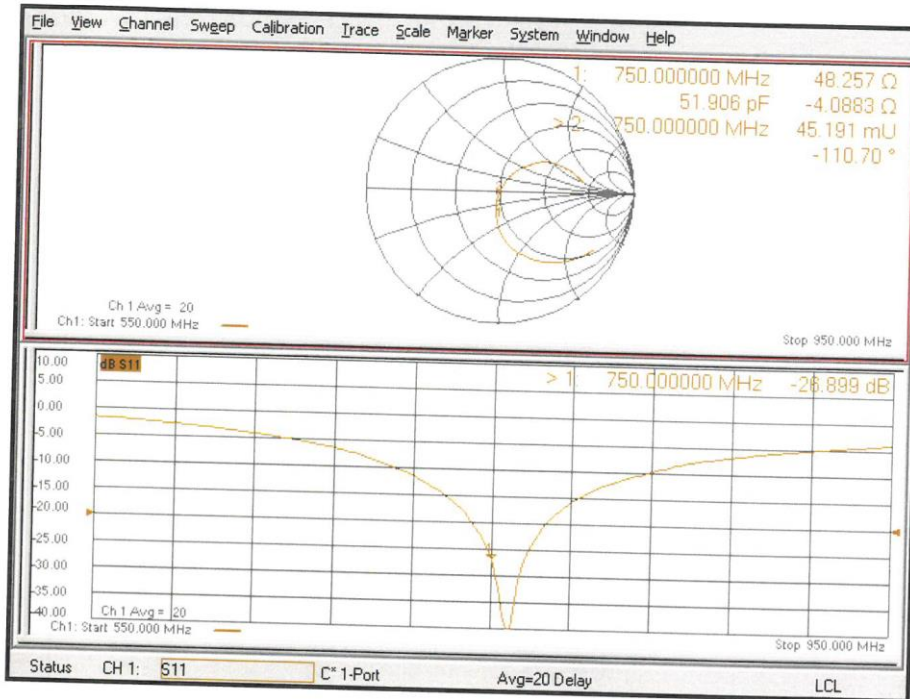 File View Channel Sweep Calibration Trace Scale Marker System Window Help
1: 750.000000 MHz 48.257 Ω
51.906 pF -4.0883 Ω
> 2: 750.000000 MHz 45.191 mU
-110.70 °
Ch 1 Avg = 20
Ch1: Start 550.000 MHz
Stop 950.000 MHz
dB S11
> 1: 750.000000 MHz -26.899 dB
10.00
5.00
0.00
-5.00
-10.00
-15.00
-20.00
-25.00
-30.00
-35.00
-40.00
1
Ch 1 Avg = 20
Ch1: Start 550.000 MHz
Stop 950.000 MHz
Status CH 1: S11 C* 1-Port Avg=20 Delay LCL